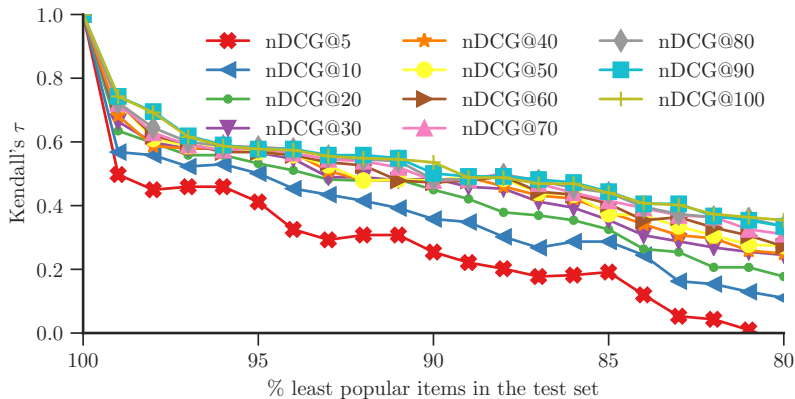 1.0
0.8
0.6
0.4
0.2
0.0
Kendall's τ
nDCG@5
nDCG@10
nDCG@20
nDCG@30
nDCG@40
nDCG@50
nDCG@60
nDCG@70
nDCG@80
nDCG@90
nDCG@100
100 95 90 85 80
% least popular items in the test set